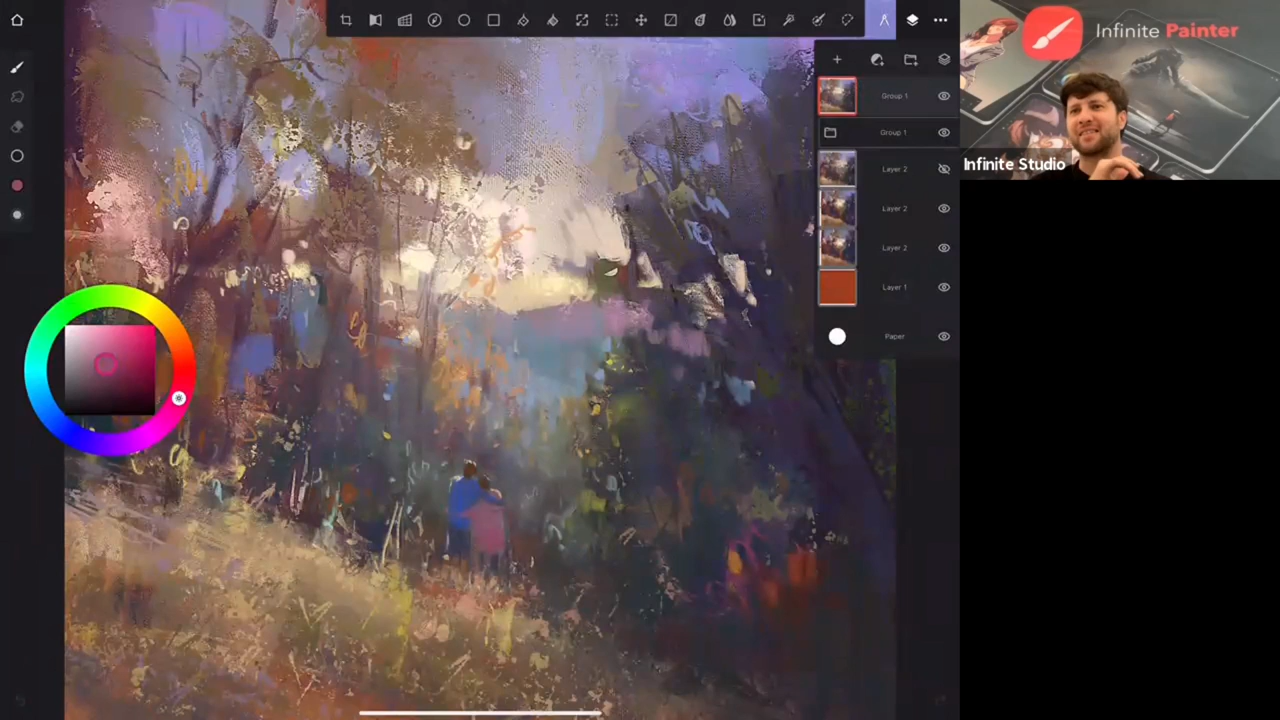 Infinite Painter
Group 1
Group 1
Infinite Studio
Layer 2
Layer 2
Layer 2
Layer 1
Paper